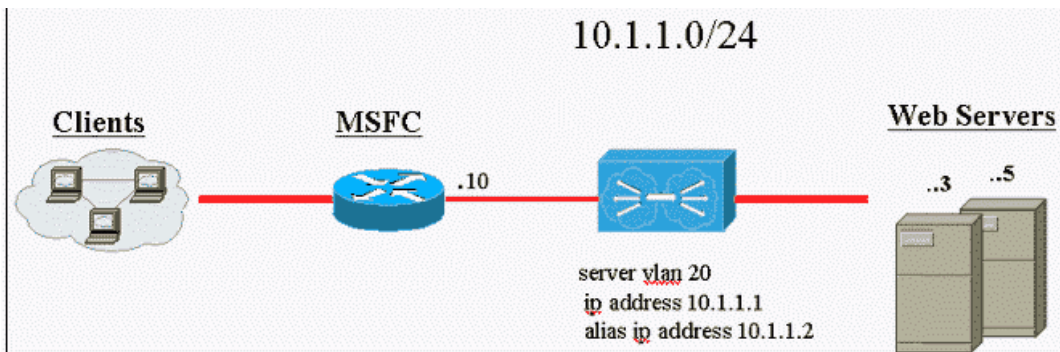 10.1.1.0/24
Clients
MSFC
Web Servers
.10
..3
..5
server vlan 20
ip address 10.1.1.1
alias ip address 10.1.1.2